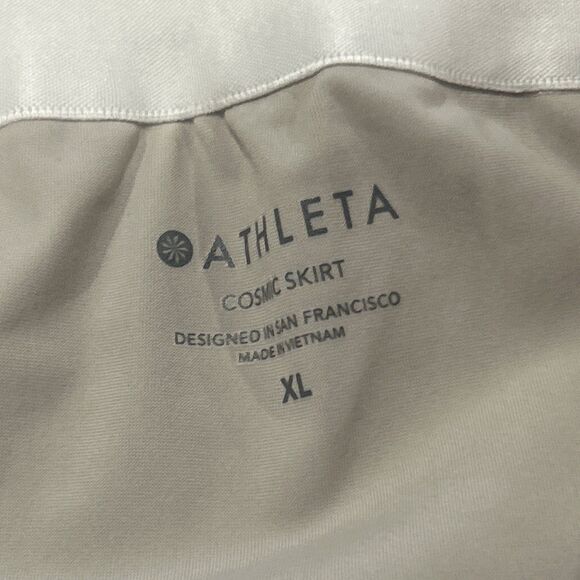 ATHLETA
COSMIC SKIRT
DESIGNED IN SAN FRANCISCO
MADE IN VIETNAM
XL